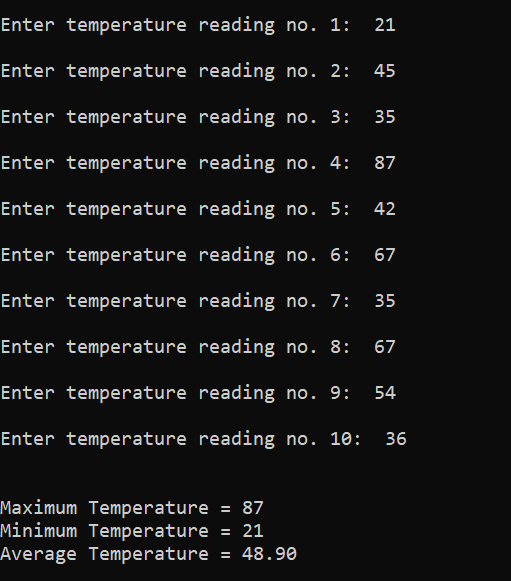 Enter temperature reading no. 1:  21
Enter temperature reading no. 2:  45
Enter temperature reading no. 3:  35
Enter temperature reading no. 4:  87
Enter temperature reading no. 5:  42
Enter temperature reading no. 6:  67
Enter temperature reading no. 7:  35
Enter temperature reading no. 8:  67
Enter temperature reading no. 9:  54
Enter temperature reading no. 10:  36
Maximum Temperature = 87
Minimum Temperature = 21
Average Temperature = 48.90